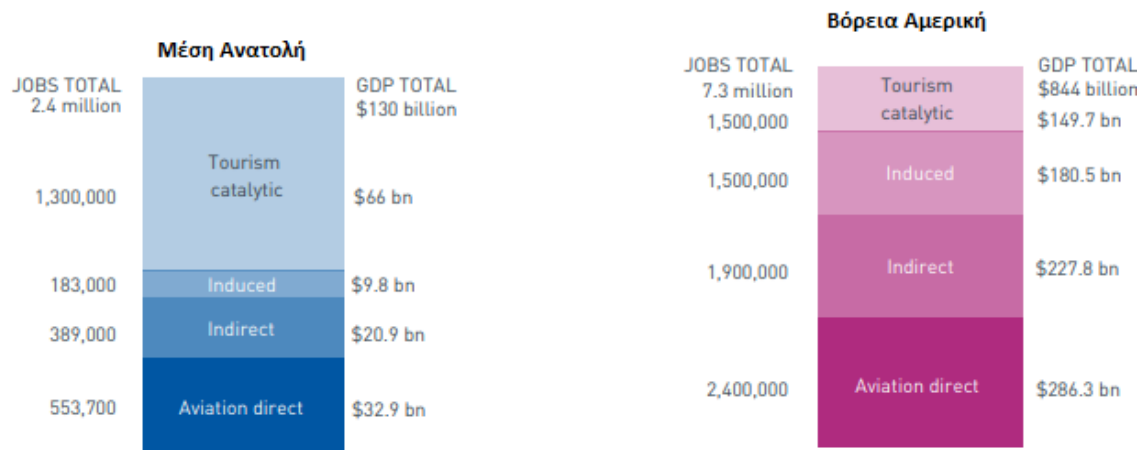 Μέση Ανατολή
JOBS TOTAL
2.4 million
GDP TOTAL
$130 billion
Tourism
catalytic
1,300,000
$66 bn
183,000
Induced
$9.8 bn
389,000
Indirect
$20.9 bn
553,700
Aviation direct
$32.9 bn
Βόρεια Αμερική
JOBS TOTAL
7.3 million
GDP TOTAL
$844 billion
Tourism
catalytic
1,500,000
$149.7 bn
1,500,000
Induced
$180.5 bn
1,900,000
Indirect
$227.8 bn
2,400,000
Aviation direct
$286.3 bn